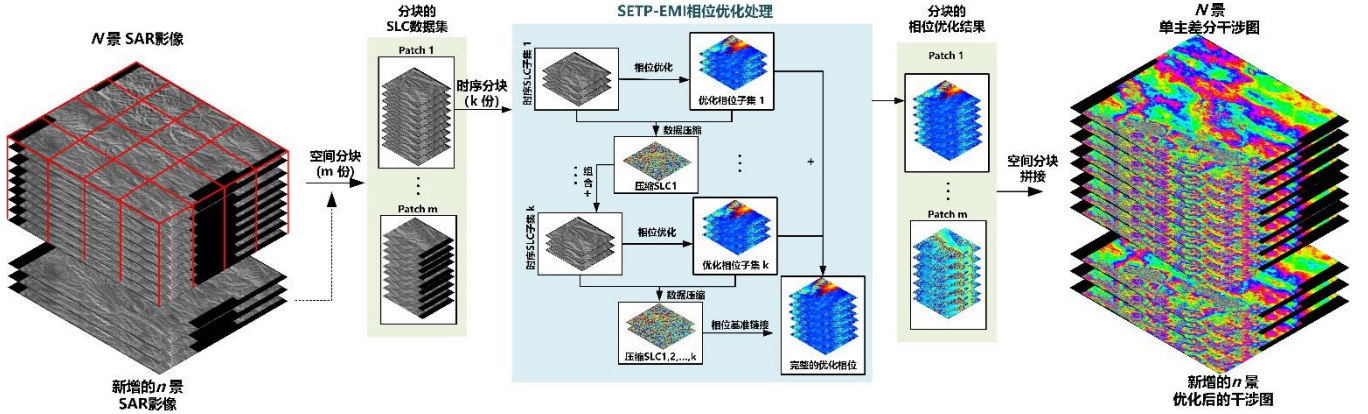 N 景 SAR影像
新增的n 景
SAR影像
空间分块
(m 份)
分块的
SLC数据集
Patch 1
Patch m
时序分块
(k 份)
SETP-EMI相位优化处理
时序SLC子集 1
相位优化
优化相位子集 1
数据压缩
压缩SLC1
组合+
+
时序SLC子集 k
相位优化
优化相位子集 k
数据压缩
压缩SLC1,2,...,k
相位基准链接
完整的优化相位
分块的
相位优化结果
Patch 1
Patch m
空间分块
拼接
N 景
单主差分干涉图
新增的n 景
优化后的干涉图